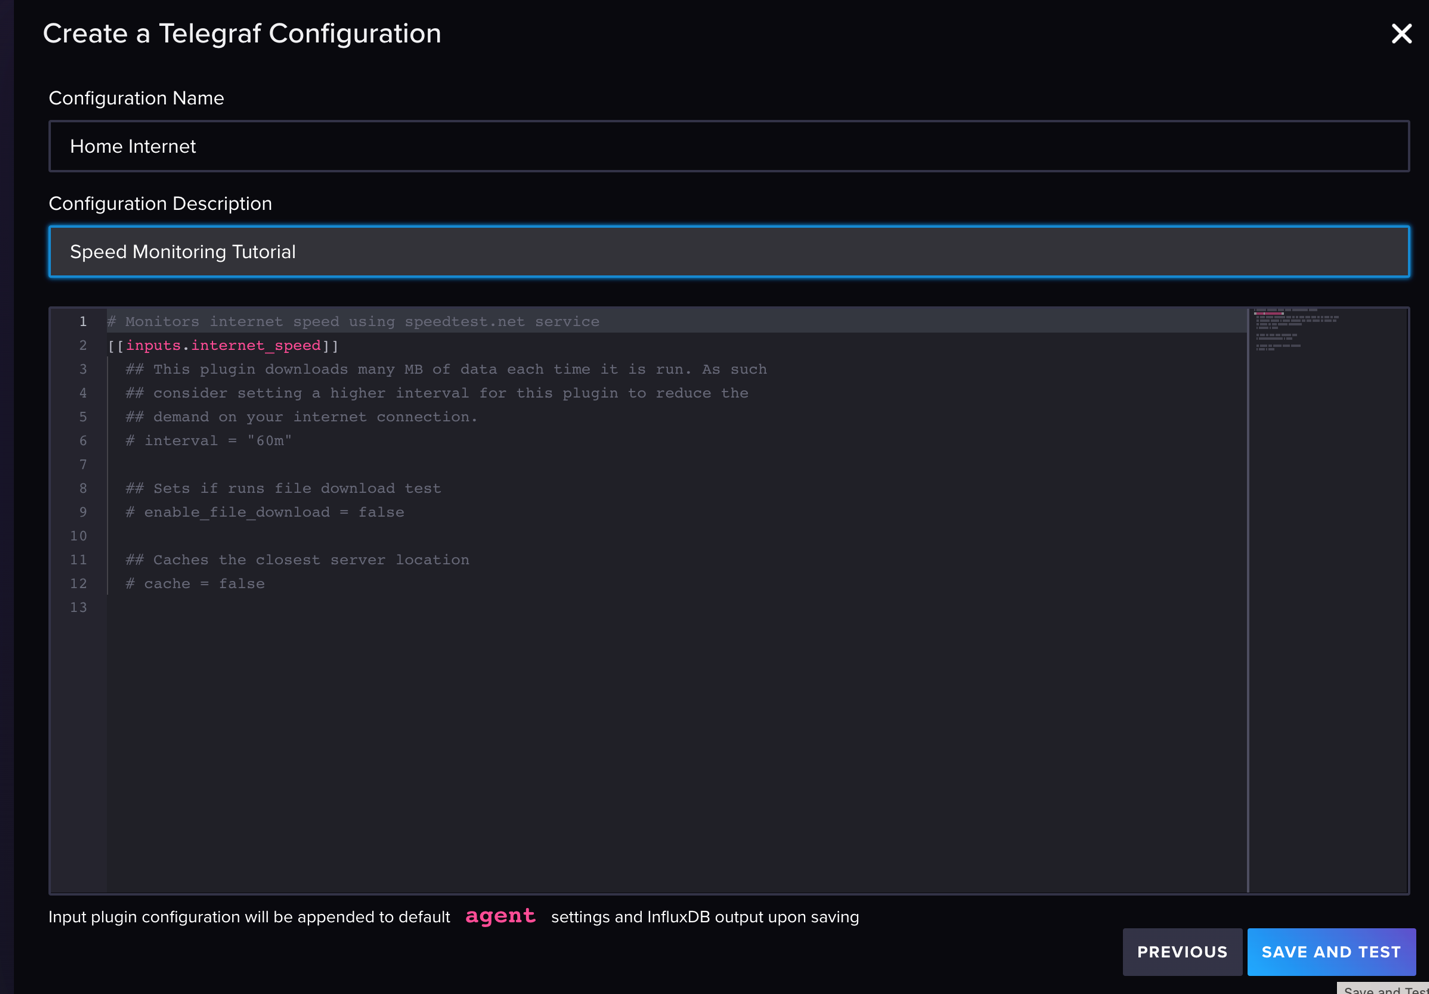 Create a Telegraf Configuration
Configuration Name
Home Internet
Configuration Description
Speed Monitoring Tutorial
1 # Monitors internet speed using speedtest.net service
2 [[inputs.internet_speed]]
3 ## This plugin downloads many MB of data each time it is run. As such
4 ## consider setting a higher interval for this plugin to reduce the
5 ## demand on your internet connection.
6 # interval = "60m"
7
8 ## Sets if runs file download test
9 # enable_file_download = false
10
11 ## Caches the closest server location
12 # cache = false
13
Input plugin configuration will be appended to default agent settings and InfluxDB output upon saving
PREVIOUS SAVE AND TEST
Save and Test